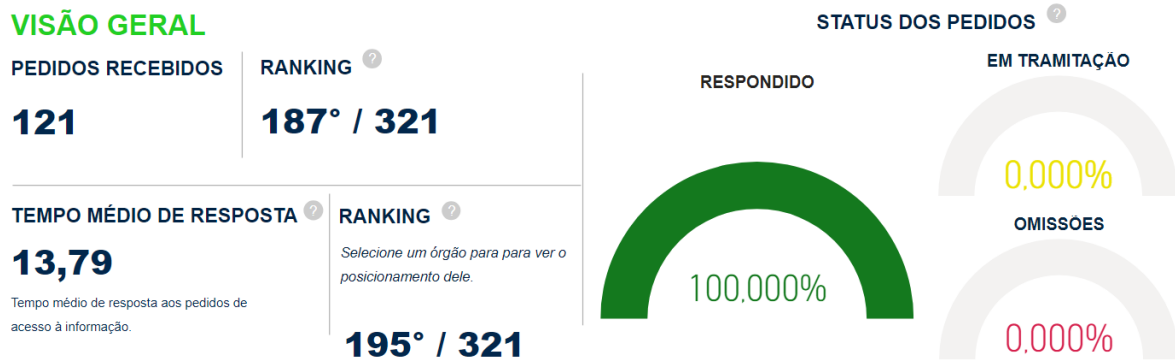 VISÃO GERAL
PEDIDOS RECEBIDOS
121
RANKING ?
187° / 321
TEMPO MÉDIO DE RESPOSTA ?
13,79
Tempo médio de resposta aos pedidos de
acesso à informação.
RANKING ?
Selecione um órgão para para ver o
posicionamento dele.
195° / 321
STATUS DOS PEDIDOS ?
RESPONDIDO
100,000%
EM TRAMITAÇÃO
0,000%
OMISSÕES
0,000%